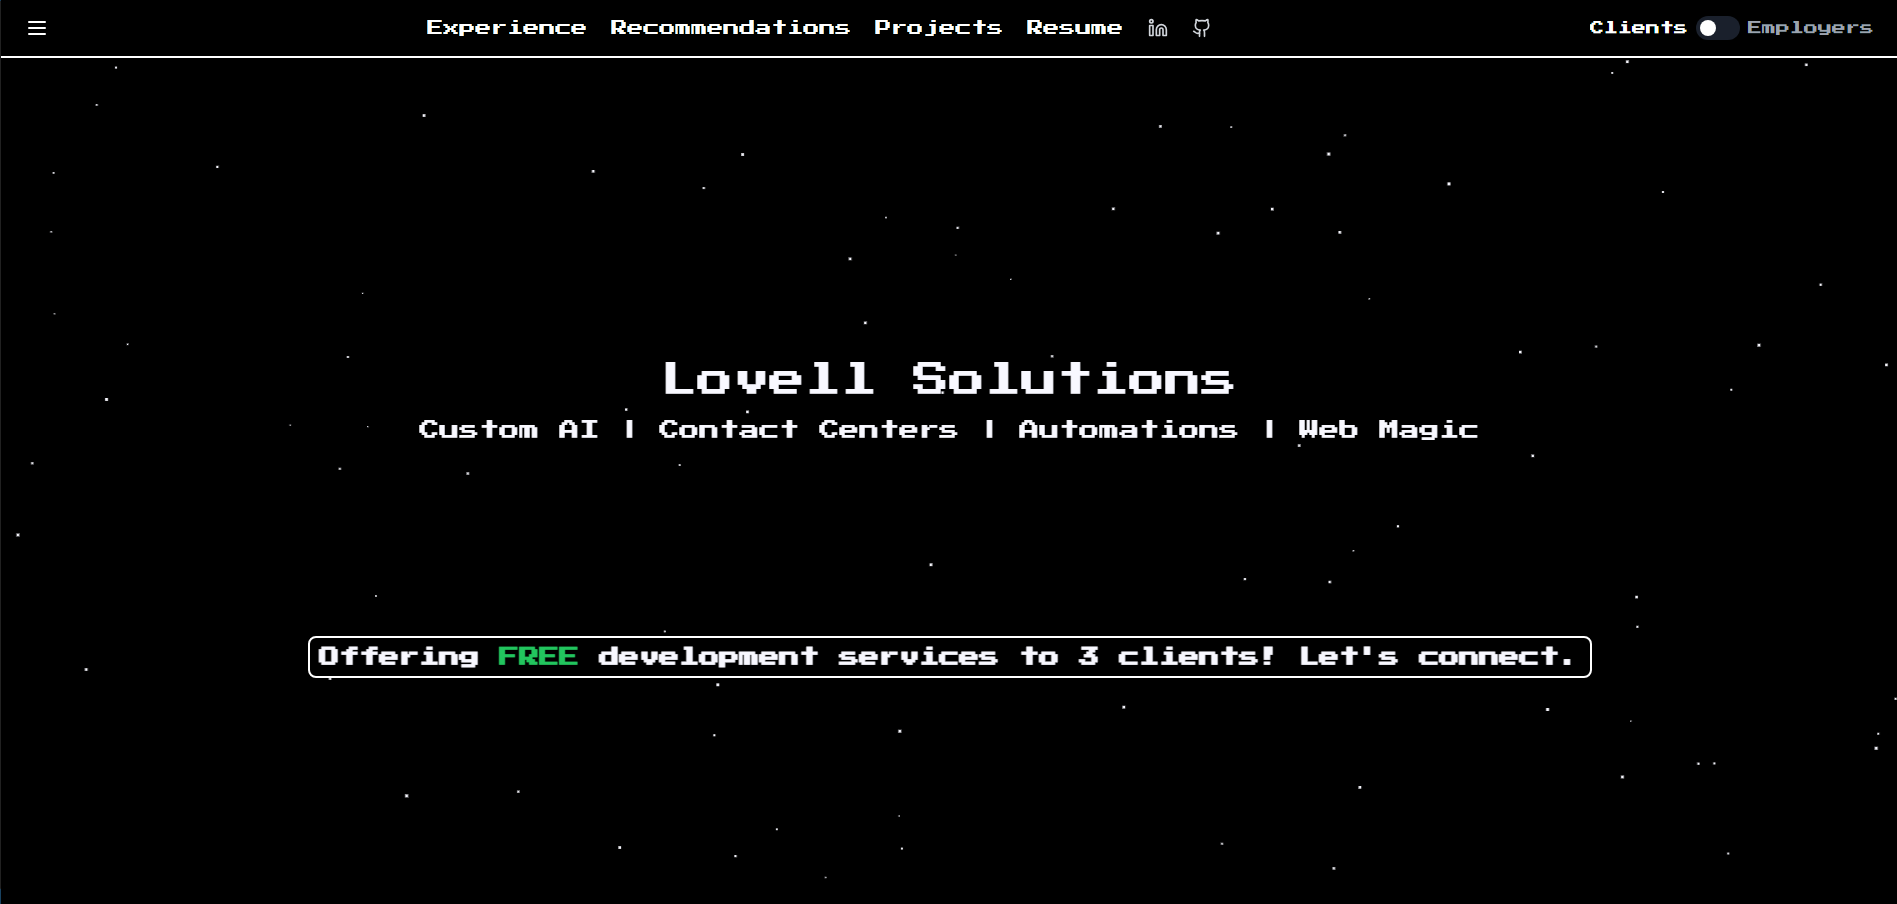 Experience Recommendations Projects Resume
Clients Employers
Lovell Solutions
Custom AI | Contact Centers | Automations | Web Magic
Offering FREE development services to 3 clients! Let's connect.